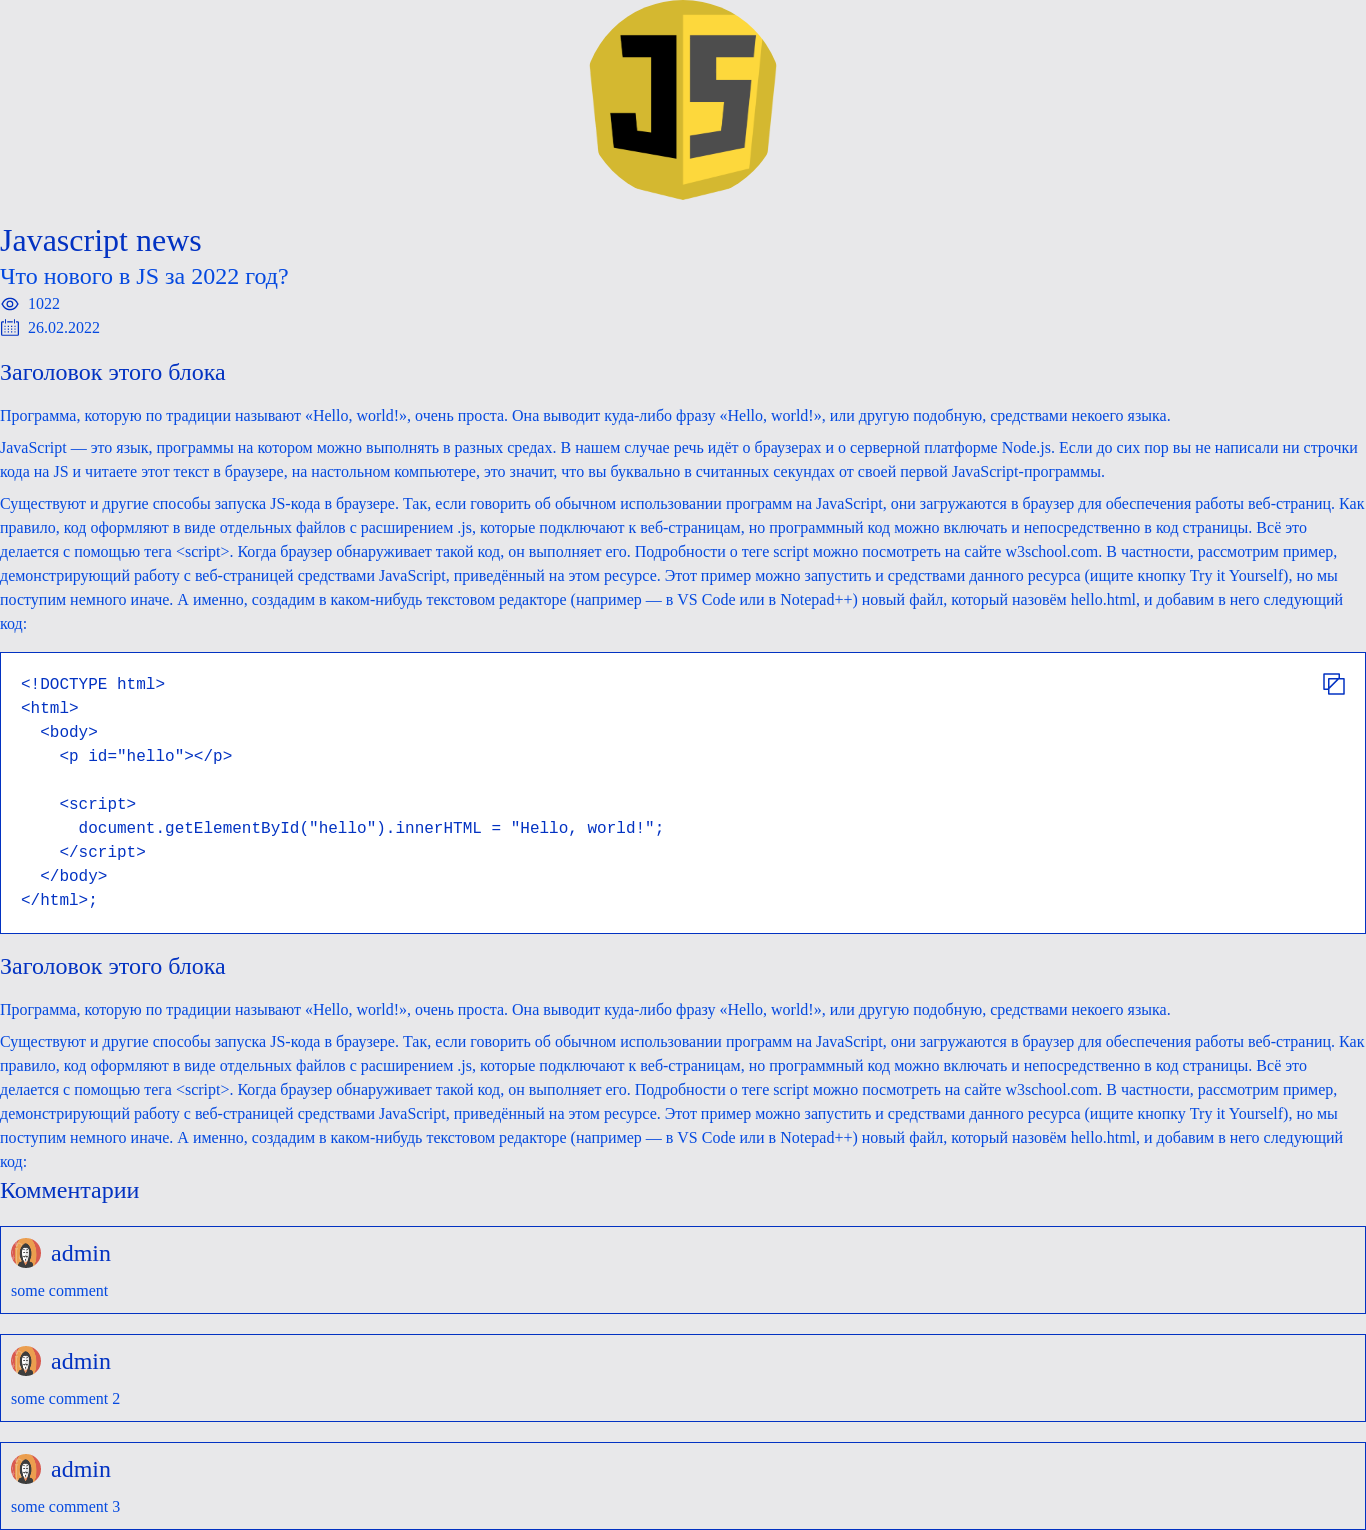 JS
Javascript news
Что нового в JS за 2022 год?
1022
26.02.2022
Заголовок этого блока
Программа, которую по традиции называют «Hello, world!», очень проста. Она выводит куда-либо фразу «Hello, world!», или другую подобную, средствами некоего языка.
JavaScript — это язык, программы на котором можно выполнять в разных средах. В нашем случае речь идёт о браузерах и о серверной платформе Node.js. Если до сих пор вы не написали ни строчки
кода на JS и читаете этот текст в браузере, на настольном компьютере, это значит, что вы буквально в считанных секундах от своей первой JavaScript-программы.
Существуют и другие способы запуска JS-кода в браузере. Так, если говорить об обычном использовании программ на JavaScript, они загружаются в браузер для обеспечения работы веб-страниц. Как
правило, код оформляют в виде отдельных файлов с расширением .js, которые подключают к веб-страницам, но программный код можно включать и непосредственно в код страницы. Всё это
делается с помощью тега <script>. Когда браузер обнаруживает такой код, он выполняет его. Подробности о теге script можно посмотреть на сайте w3school.com. В частности, рассмотрим пример,
демонстрирующий работу с веб-страницей средствами JavaScript, приведённый на этом ресурсе. Этот пример можно запустить и средствами данного ресурса (ищите кнопку Try it Yourself), но мы
поступим немного иначе. А именно, создадим в каком-нибудь текстовом редакторе (например — в VS Code или в Notepad++) новый файл, который назовём hello.html, и добавим в него следующий
код:
<!DOCTYPE html>
<html>
  <body>
    <p id="hello"></p>

    <script>
      document.getElementById("hello").innerHTML = "Hello, world!";
    </script>
  </body>
</html>;
Заголовок этого блока
Программа, которую по традиции называют «Hello, world!», очень проста. Она выводит куда-либо фразу «Hello, world!», или другую подобную, средствами некоего языка.
Существуют и другие способы запуска JS-кода в браузере. Так, если говорить об обычном использовании программ на JavaScript, они загружаются в браузер для обеспечения работы веб-страниц. Как
правило, код оформляют в виде отдельных файлов с расширением .js, которые подключают к веб-страницам, но программный код можно включать и непосредственно в код страницы. Всё это
делается с помощью тега <script>. Когда браузер обнаруживает такой код, он выполняет его. Подробности о теге script можно посмотреть на сайте w3school.com. В частности, рассмотрим пример,
демонстрирующий работу с веб-страницей средствами JavaScript, приведённый на этом ресурсе. Этот пример можно запустить и средствами данного ресурса (ищите кнопку Try it Yourself), но мы
поступим немного иначе. А именно, создадим в каком-нибудь текстовом редакторе (например — в VS Code или в Notepad++) новый файл, который назовём hello.html, и добавим в него следующий
код:
Комментарии
admin
some comment
admin
some comment 2
admin
some comment 3